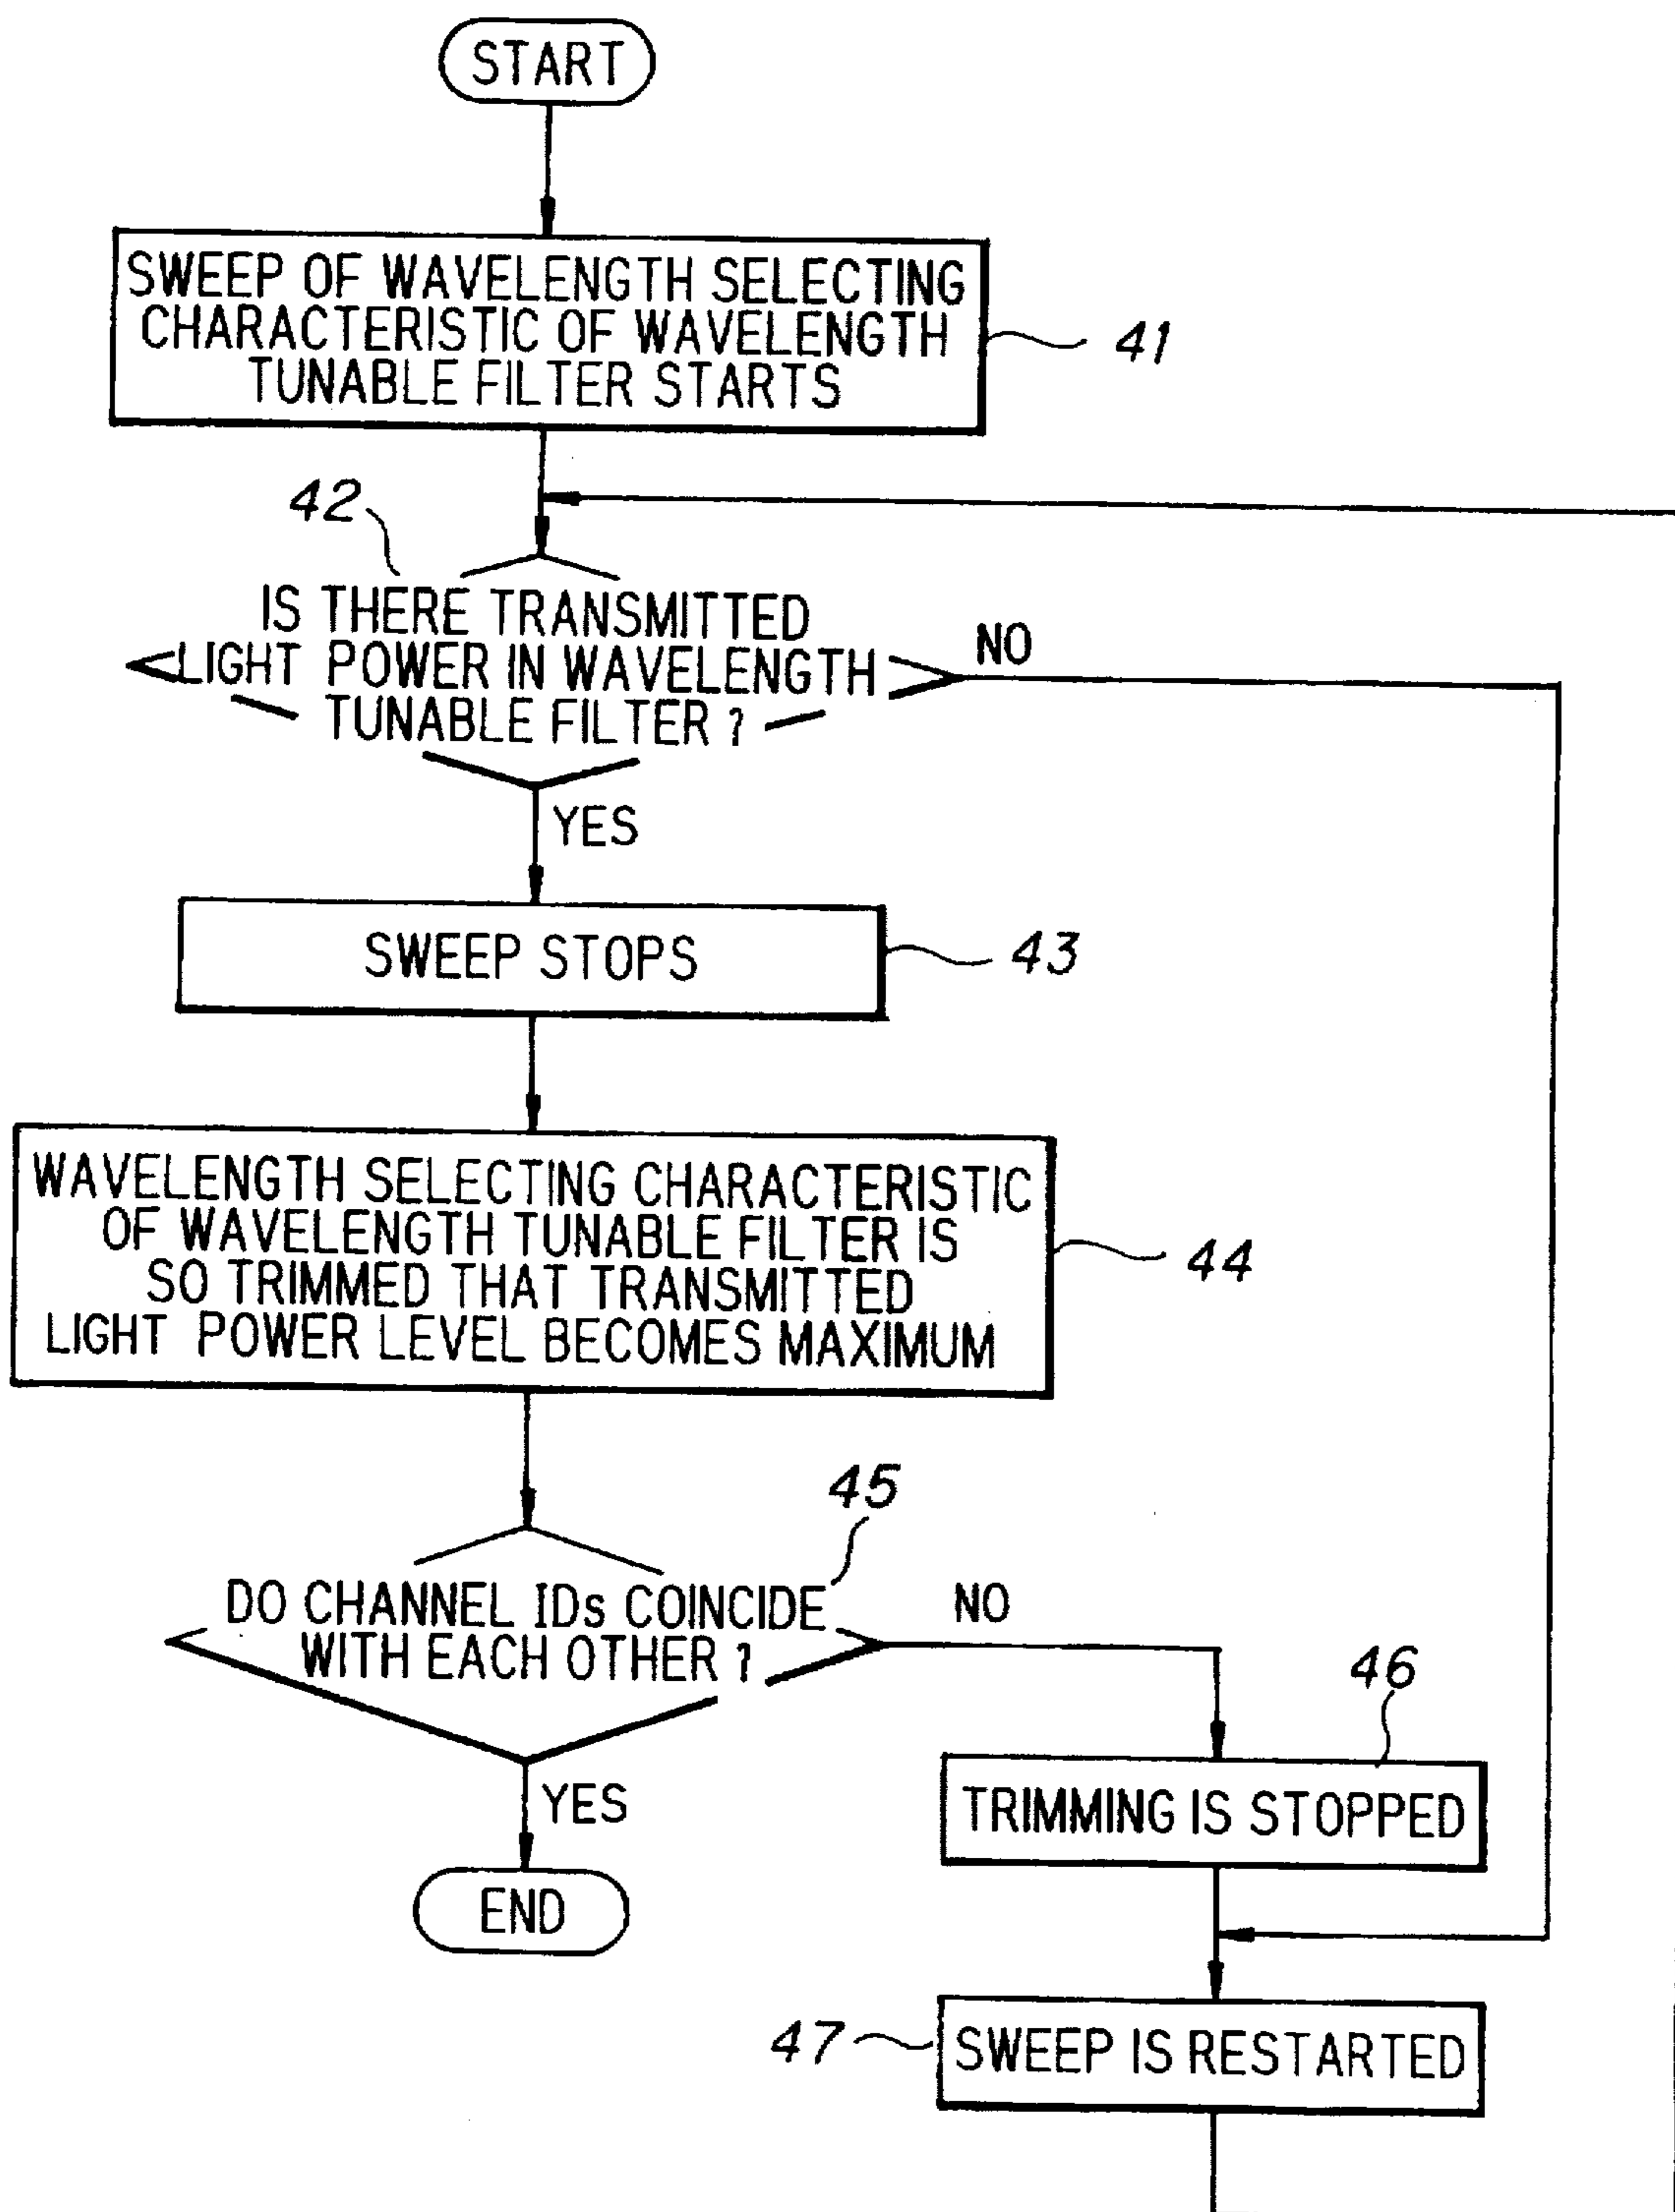 START
SWEEP OF WAVELENGTH SELECTING
CHARACTERISTIC OF WAVELENGTH
TUNABLE FILTER STARTS
41
42
IS THERE TRANSMITTED
LIGHT POWER IN WAVELENGTH
TUNABLE FILTER ?
NO
YES
SWEEP STOPS
43
WAVELENGTH SELECTING CHARACTERISTIC
OF WAVELENGTH TUNABLE FILTER IS
SO TRIMMED THAT TRANSMITTED
LIGHT POWER LEVEL BECOMES MAXIMUM
44
45
DO CHANNEL IDs COINCIDE
WITH EACH OTHER ?
NO
YES
END
46
TRIMMING IS STOPPED
47
SWEEP IS RESTARTED